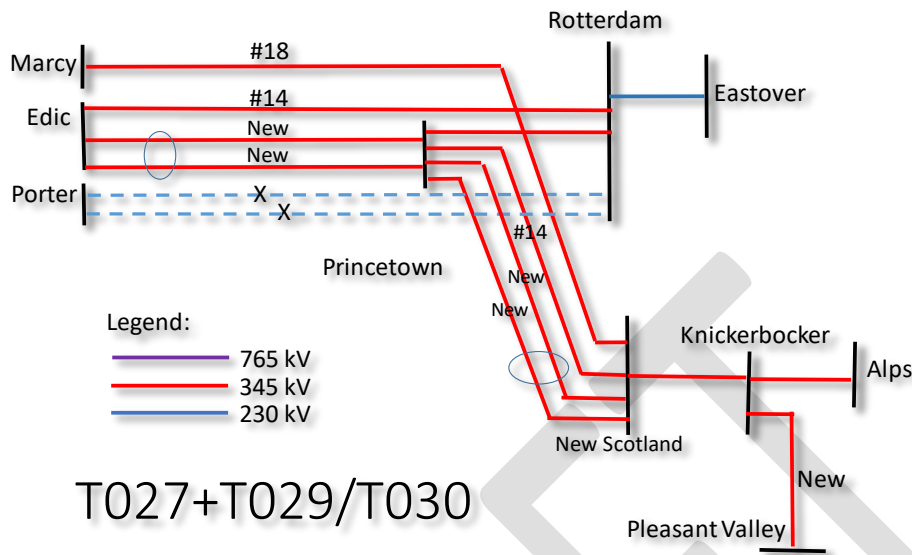 Rotterdam
#18
Marcy
Eastover
#14
Edic
New
New
Porter
X
X
#14
Princetown
New
New
Legend:
765 kV
345 kV
230 kV
Knickerbocker
Alps
New Scotland
New
T027+T029/T030
Pleasant Valley